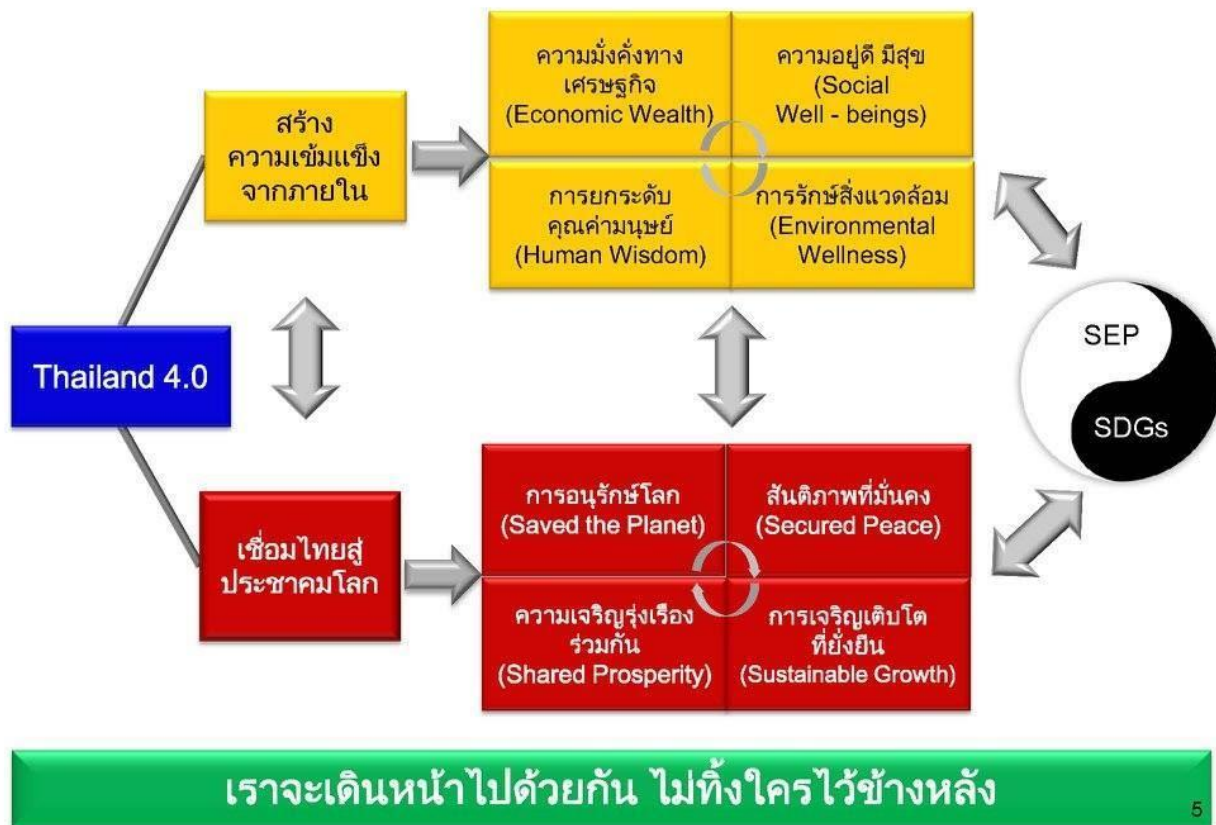 ความมั่งคั่งทาง
เศรษฐกิจ
(Economic Wealth)
ความอยู่ดี มีสุข
(Social
Well - beings)
สร้าง
ความเข้มแข็ง
จากภายใน
การยกระดับ
คุณค่ามนุษย์
(Human Wisdom)
การรักษ์สิ่งแวดล้อม
(Environmental
Wellness)
Thailand 4.0
SEP
SDGs
การอนุรักษ์โลก
(Saved the Planet)
สันติภาพที่มั่นคง
(Secured Peace)
เชื่อมไทยสู่
ประชาคมโลก
ความเจริญรุ่งเรือง
ร่วมกัน
(Shared Prosperity)
การเจริญเติบโต
ที่ยั่งยืน
(Sustainable Growth)
เราจะเดินหน้าไปด้วยกัน ไม่ทิ้งใครไว้ข้างหลัง
5